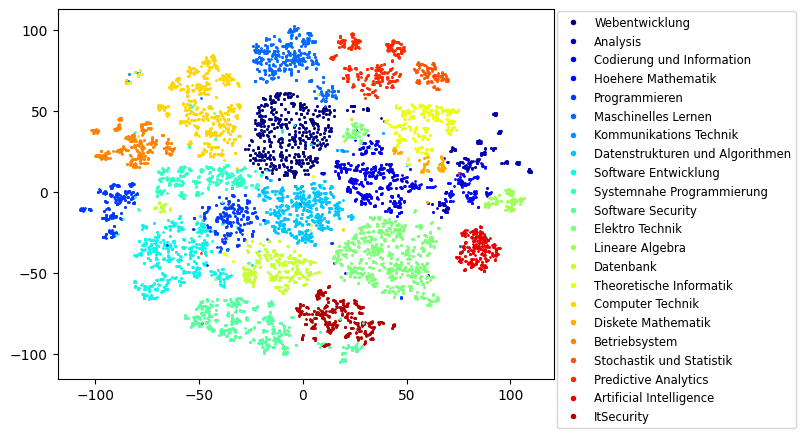 100
50
0
−50
−100
−100
−50
0
50
100
Webentwicklung
Analysis
Codierung und Information
Hoehere Mathematik
Programmieren
Maschinelles Lernen
Kommunikations Technik
Datenstrukturen und Algorithmen
Software Entwicklung
Systemnahe Programmierung
Software Security
Elektro Technik
Lineare Algebra
Datenbank
Theoretische Informatik
Computer Technik
Diskete Mathematik
Betriebsystem
Stochastik und Statistik
Predictive Analytics
Artificial Intelligence
ItSecurity